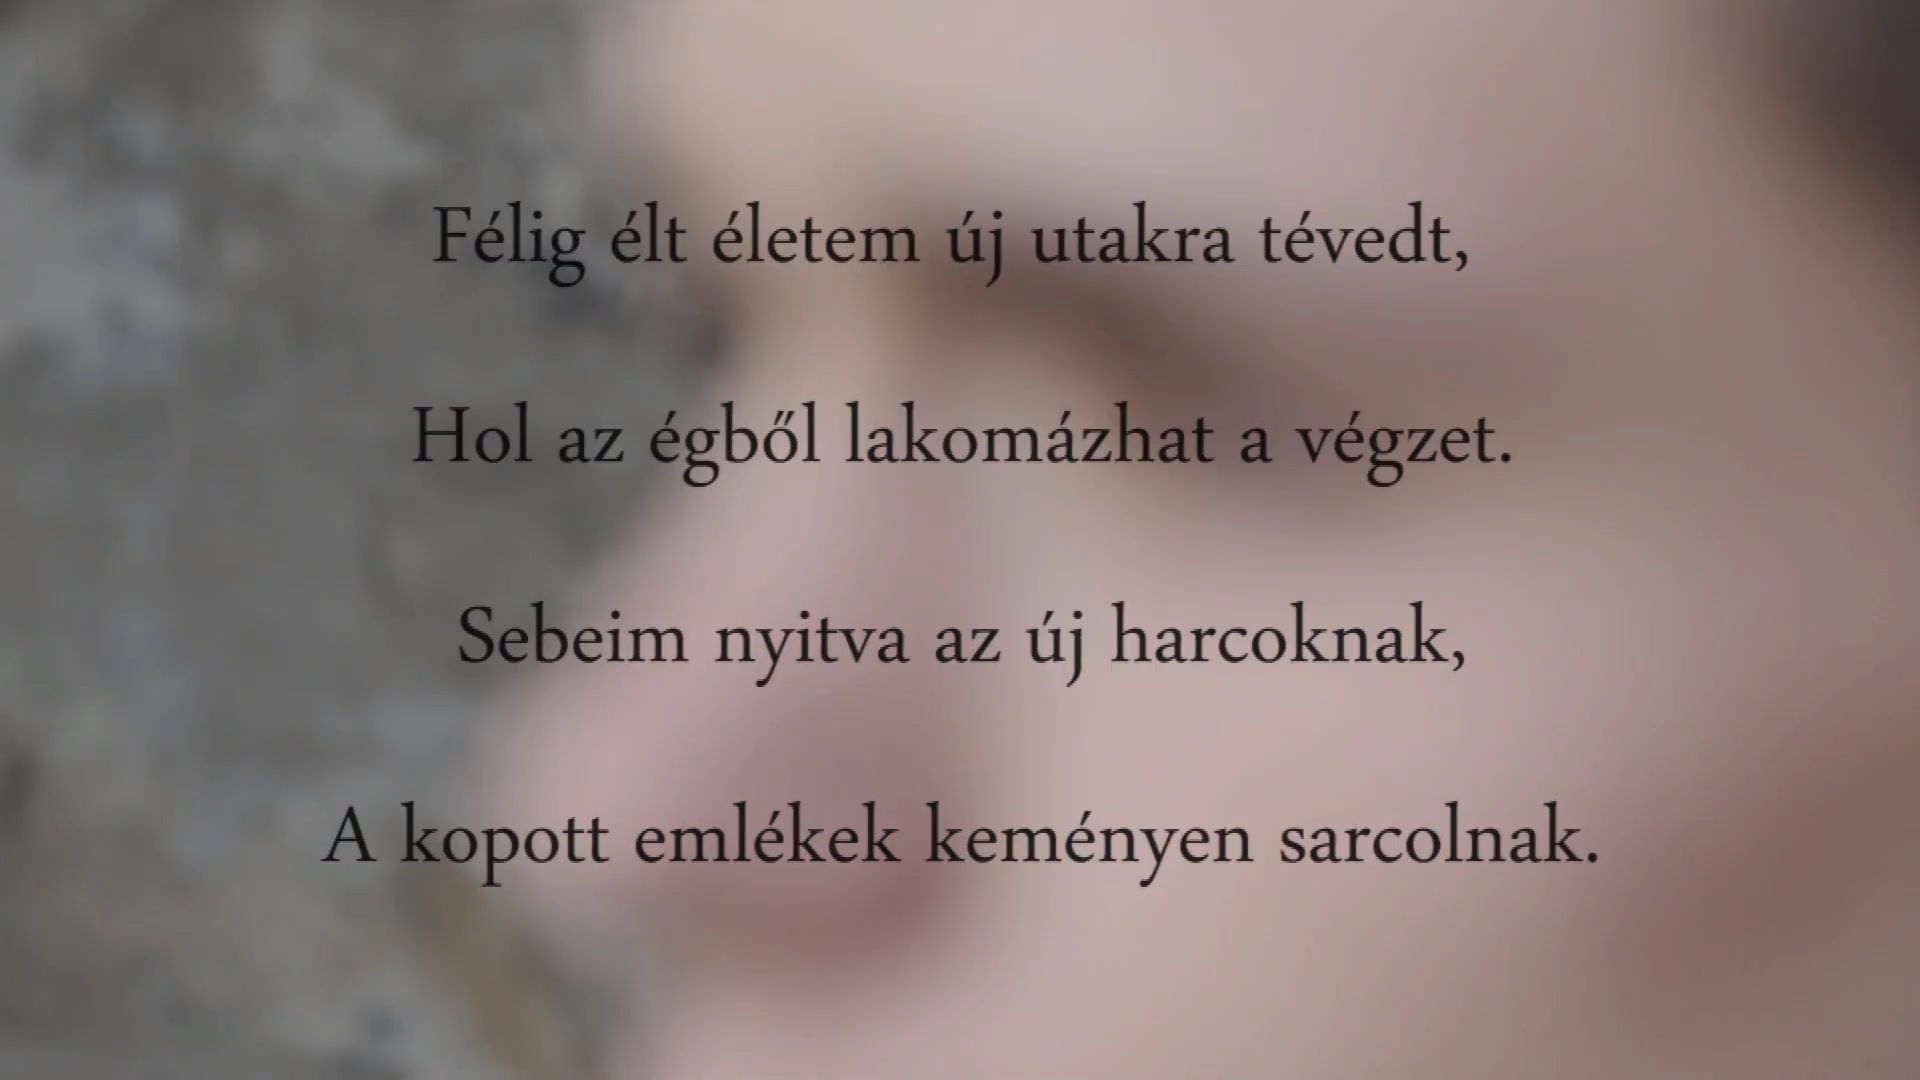 Félig élt életem új utakra tévedt,
Hol az égből lakomázhat a végzet.
Sebeim nyitva az új harcoknak,
A kopott emlékek keményen sarcolnak.